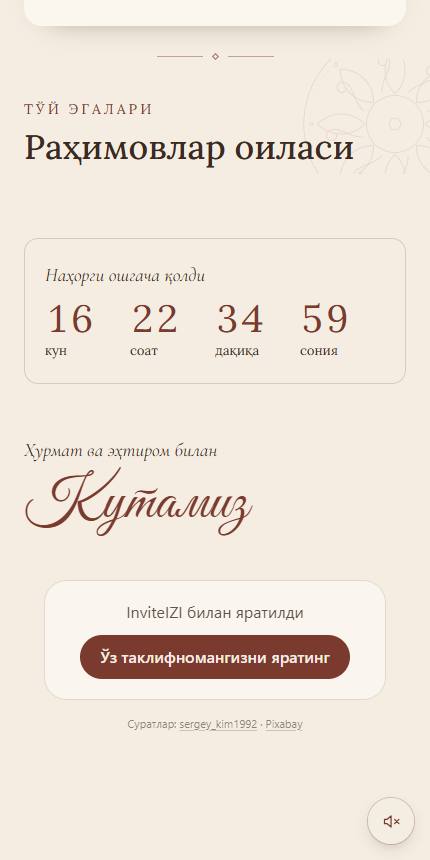 ТЎЙ ЭГАЛАРИ
Раҳимовлар оиласи
Наҳорги ошгача қолди
16 22 34 59
кун соат дақиқа сония
Ҳурмат ва эҳтиром билан
Кутамиз
InviteIZI билан яратилди
Ўз таклифномангизни яратинг
Суратлар: sergey_kim1992 · Pixabay